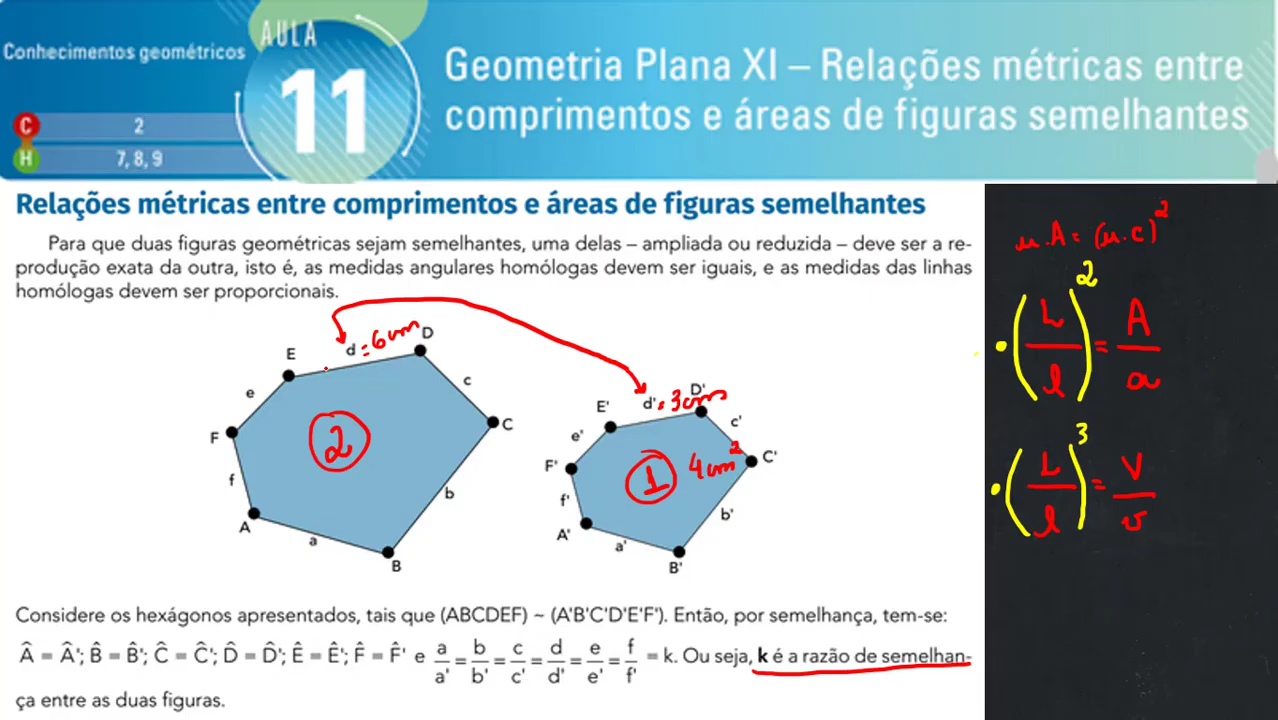 Conhecimentos geométricos
C 2
H 7, 8, 9
AULA
11
Geometria Plana XI – Relações métricas entre
comprimentos e áreas de figuras semelhantes
Relações métricas entre comprimentos e áreas de figuras semelhantes
Para que duas figuras geométricas sejam semelhantes, uma delas – ampliada ou reduzida – deve ser a re-
produção exata da outra, isto é, as medidas angulares homólogas devem ser iguais, e as medidas das linhas
homólogas devem ser proporcionais.
E
d = 6cm
D
e
c
F
2
C
f
b
A
a
B
E'
d' = 3cm
D'
e'
c'
F'
1
4cm²
C'
f'
b'
A'
a'
B'
Considere os hexágonos apresentados, tais que (ABCDEF) ~ (A'B'C'D'E'F'). Então, por semelhança, tem-se:
Â = Â'; B̂ = B̂'; Ĉ = Ĉ'; D̂ = D̂'; Ê = Ê'; F̂ = F̂' e a/a' = b/b' = c/c' = d/d' = e/e' = f/f' = k. Ou seja, k é a razão de semelhan-
ça entre as duas figuras.
u.A = (u.c)²
• (L/l)² = A/a
• (L/l)³ = V/v